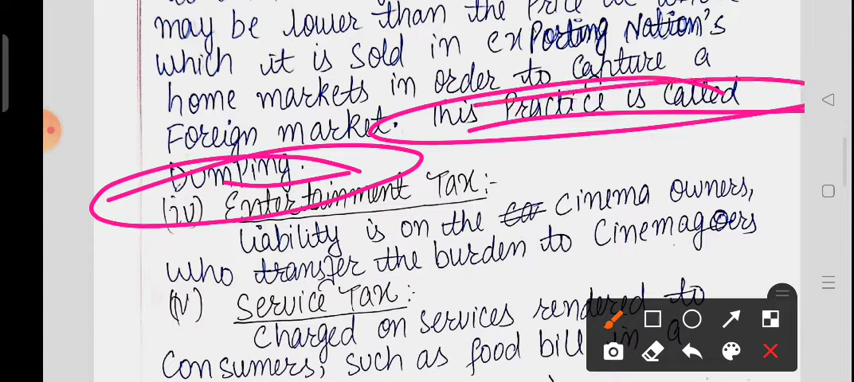 may be lower than the Price at
which it is sold in exporting Nation's
home markets in order to capture a
Foreign market. This Practice is called
Dumping.
(iv) Entertainment Tax:-
Liability is on the cinema owners,
who transfer the burden to Cinemagoers
(v) Service Tax:
Charged on services rendered to
Consumers, such as food bill in a